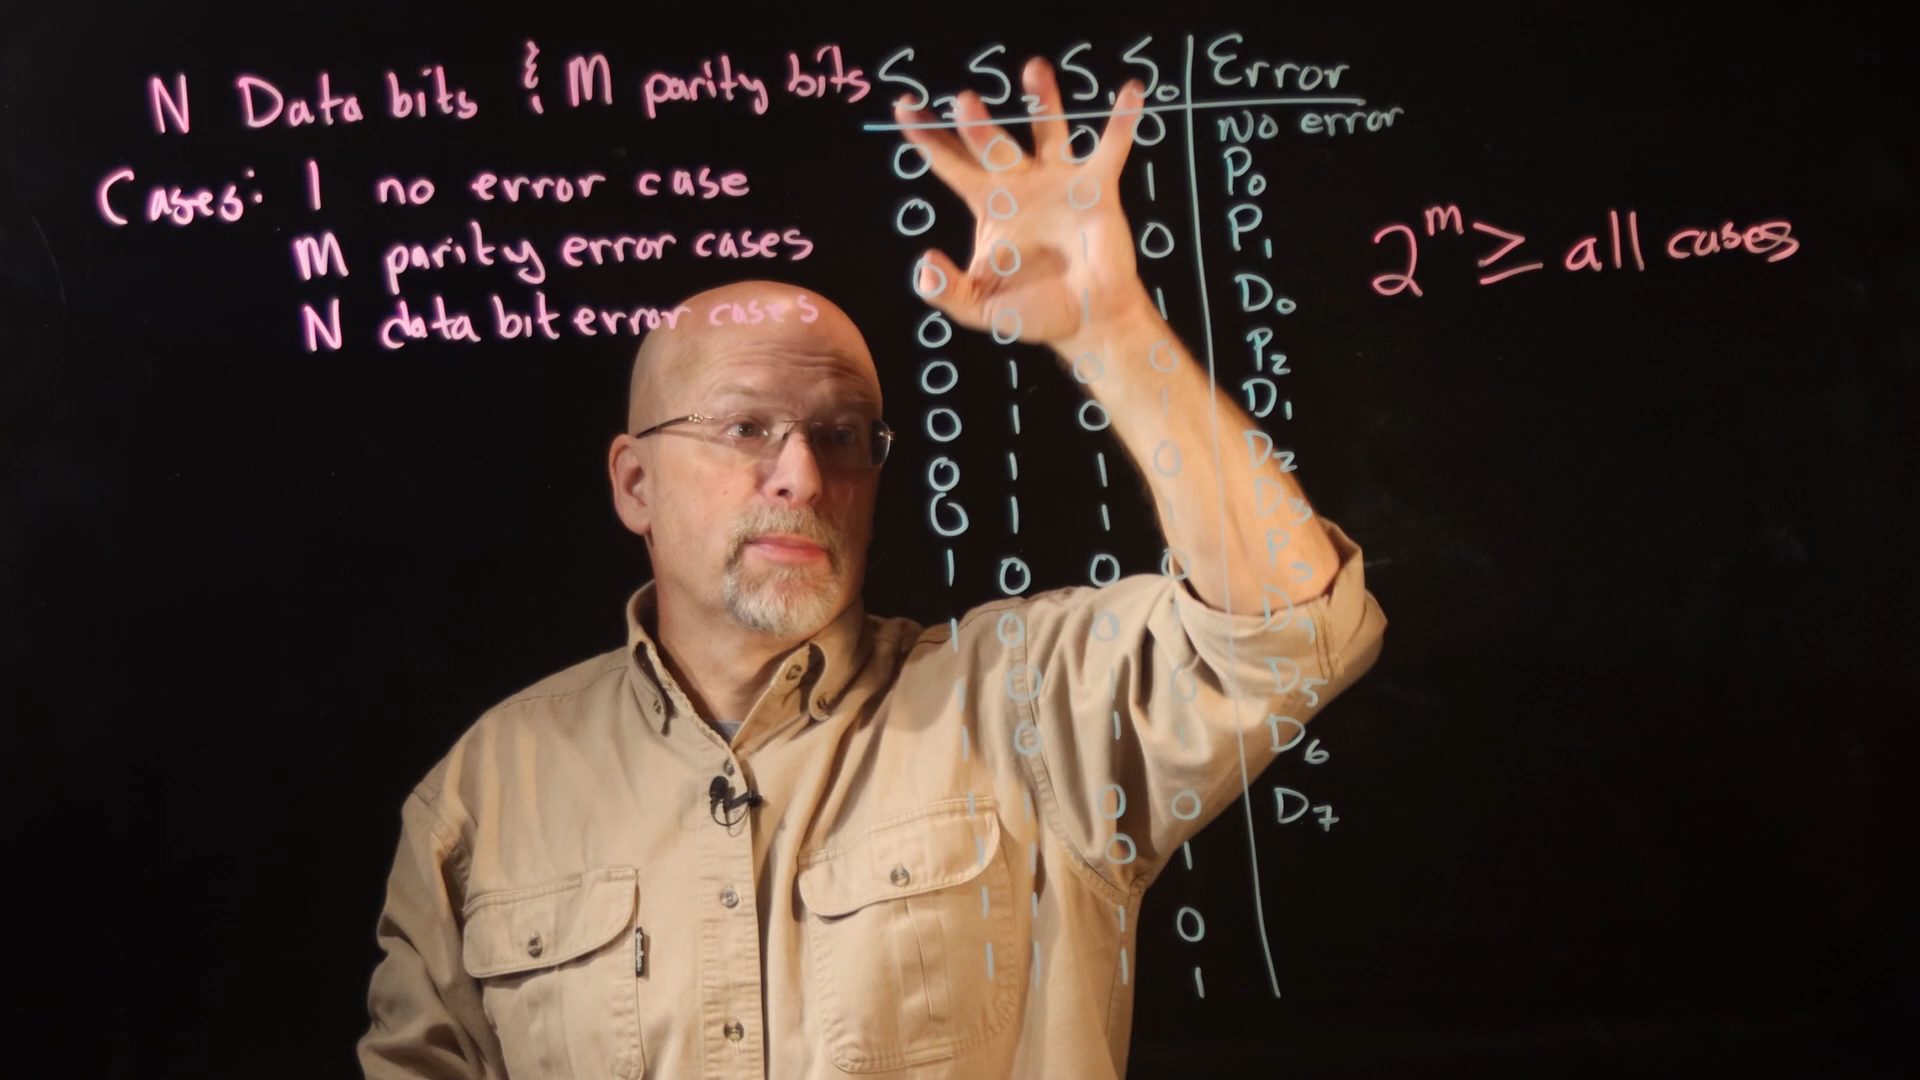 N Data bits & M parity bits
Cases: 1 no error case
M parity error cases
N data bit error cases
S3 S2 S1 S0 Error
0 0 0 0 No error
0 0 0 1 P0
0 0 1 0 P1
0 0 1 1 D0
0 1 0 0 P2
0 1 0 1 D1
0 1 1 0 D2
0 1 1 1 D3
1 0 0 0 P3
1 0 0 1 D4
1 0 1 0 D5
1 0 1 1 D6
1 1 0 0 D7
1 1 0 1
1 1 1 0
1 1 1 1
2^m ≥ all cases